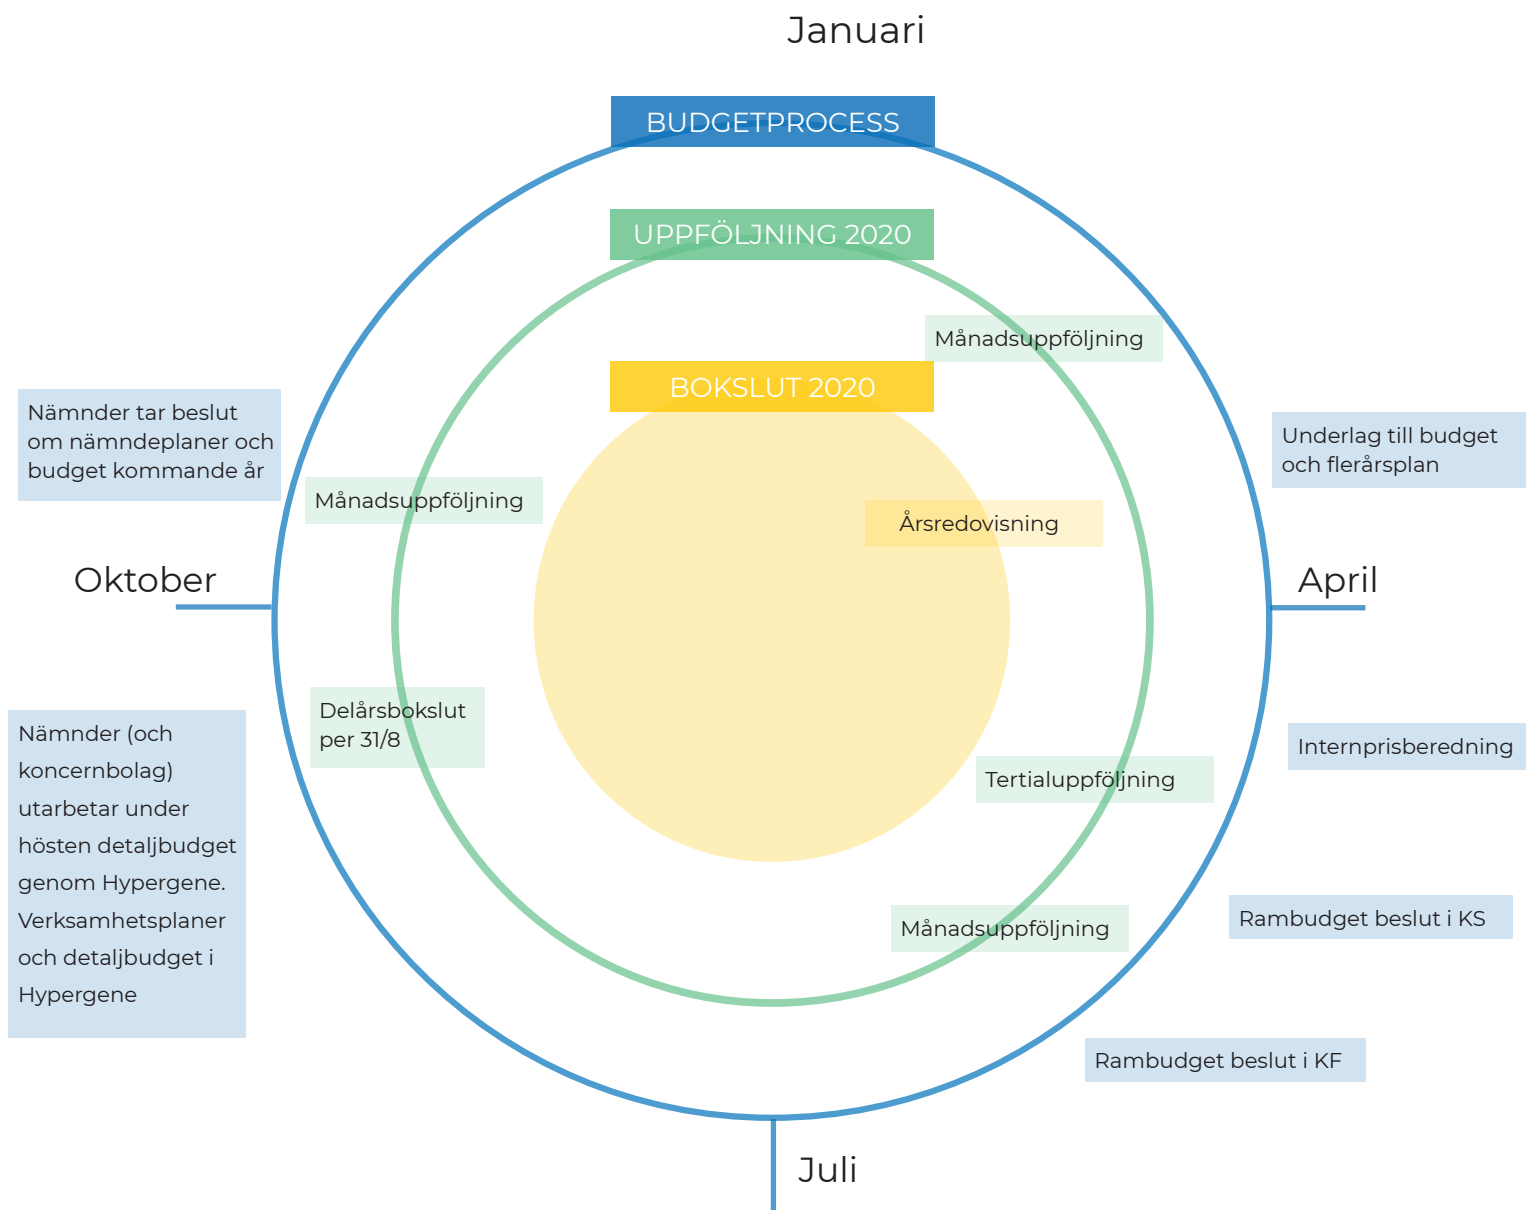 Januari
BUDGETPROCESS
UPPFÖLJNING 2020
Månadsuppföljning
BOKSLUT 2020
Nämnder tar beslut
om nämndeplaner och
budget kommande år
Underlag till budget
och flerårsplan
Månadsuppföljning
Årsredovisning
Oktober
April
Delårsbokslut
per 31/8
Nämnder (och
koncernbolag)
utarbetar under
hösten detaljbudget
genom Hypergene.
Verksamhetsplaner
och detaljbudget i
Hypergene
Internprisberedning
Tertialuppföljning
Rambudget beslut i KS
Månadsuppföljning
Rambudget beslut i KF
Juli